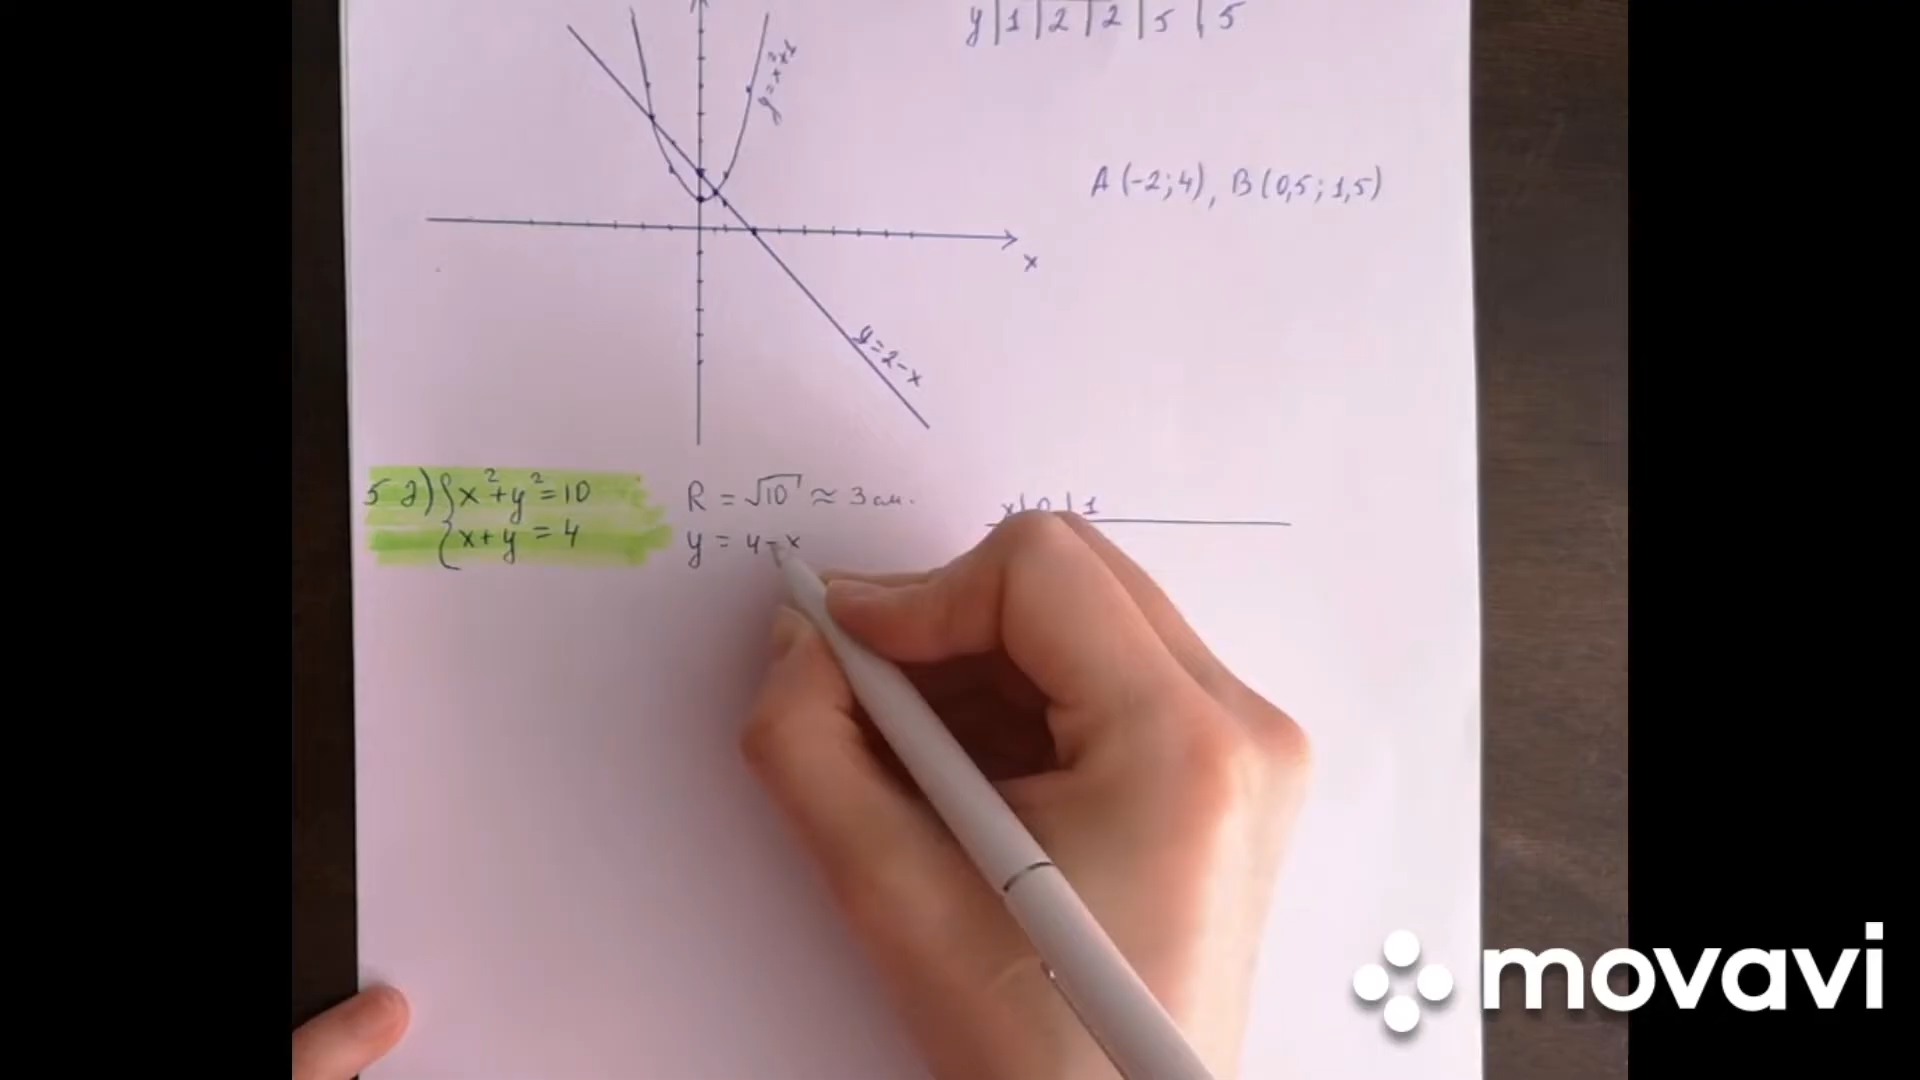 y | 1 | 2 | 2 | 5 | 5
A (-2; 4), B (0,5; 1,5)
x
y = 2 - x
5 2) { x² + y² = 10
x + y = 4
R = √10 ≈ 3 см.
y = 4 - x
x | 0 | 1
movavi